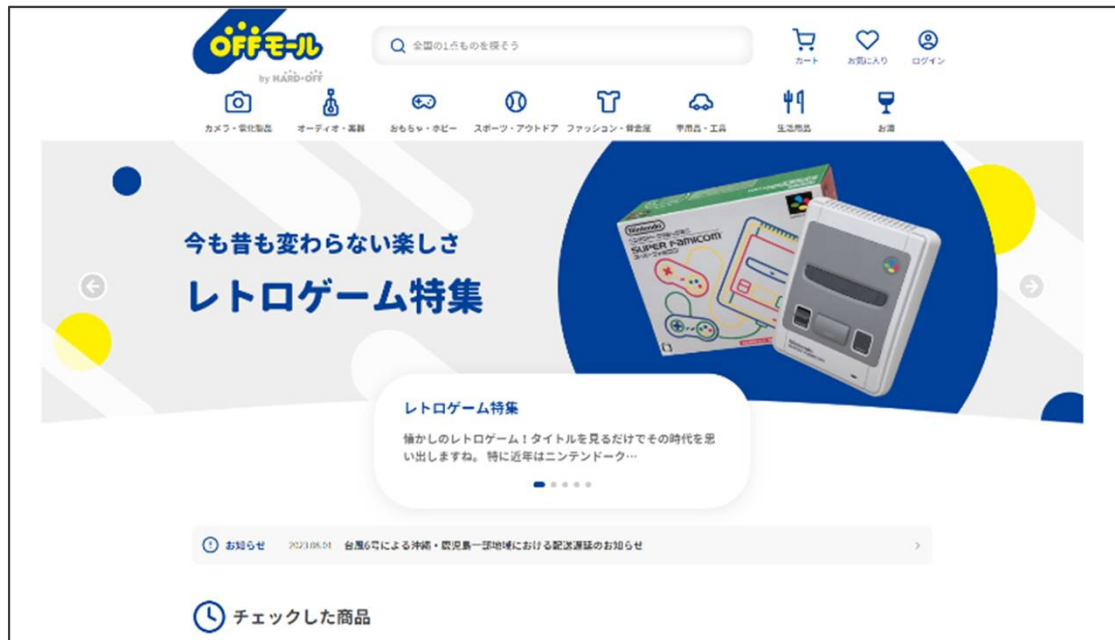 OFFモール
by HARD-OFF
全国の1点ものを探そう
カート
お気に入り
ログイン
カメラ・電化製品
オーディオ・楽器
おもちゃ・ホビー
スポーツ・アウトドア
ファッション・貴金属
車用品・工具
生活用品
お酒
今も昔も変わらない楽しさ
レトロゲーム特集
Nintendo
SUPER FAMICOM
レトロゲーム特集
懐かしのレトロゲーム！タイトルを見るだけでその時代を思
い出しますね。 特に近年はニンテンドーク…
お知らせ
2023.08.01
台風6号による沖縄・鹿児島一部地域における配送遅延のお知らせ
チェックした商品